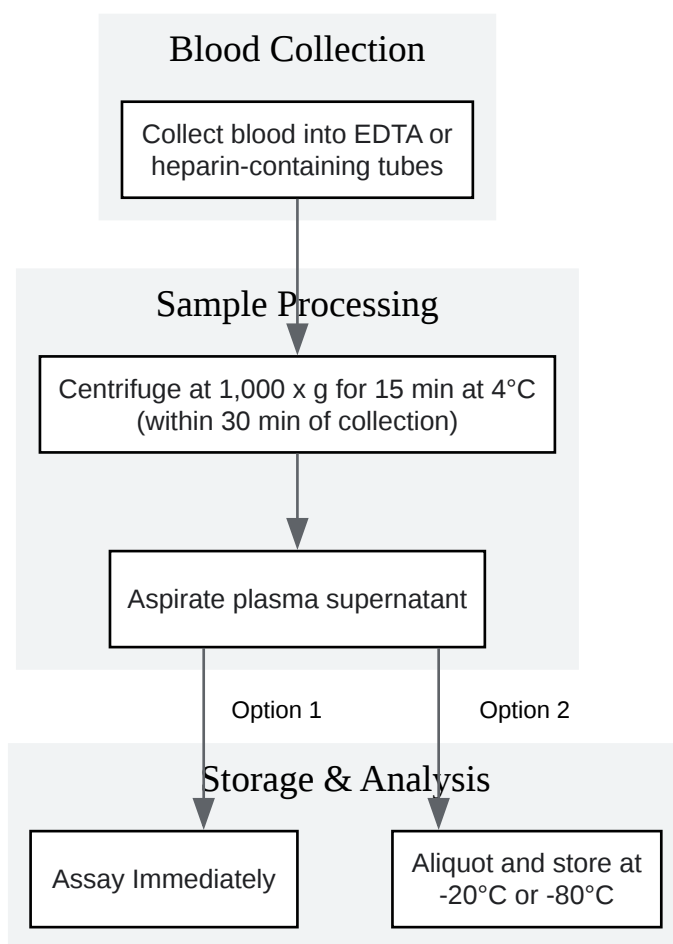 Blood Collection
Collect blood into EDTA or
heparin-containing tubes
Sample Processing
Centrifuge at 1,000 x g for 15 min at 4°C
(within 30 min of collection)
Aspirate plasma supernatant
Option 1
Option 2
Storage & Analysis
Assay Immediately
Aliquot and store at
-20°C or -80°C